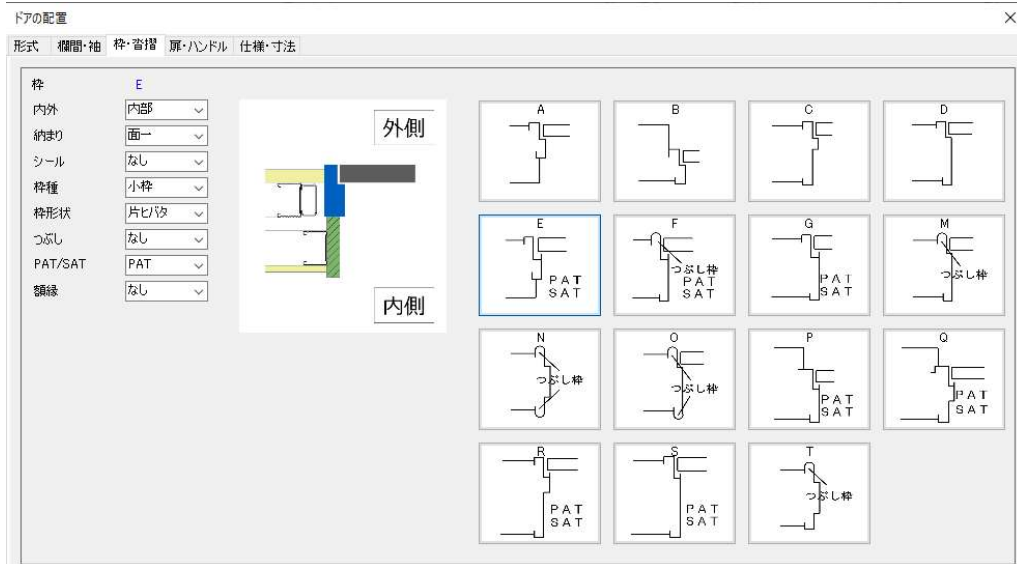 ドアの配置
形式 欄間・袖 枠・沓摺 扉・ハンドル 仕様・寸法
枠 E
内外 内部
納まり 面一
シール なし
枠種 小枠
枠形状 片ヒバタ
つぶし なし
PAT/SAT PAT
額縁 なし
外側
内側
A
B
C
D
E
PAT
SAT
F
つぶし枠
PAT
SAT
G
PAT
SAT
M
つぶし枠
N
つぶし枠
O
つぶし枠
P
PAT
SAT
Q
PAT
SAT
R
PAT
SAT
S
PAT
SAT
T
つぶし枠